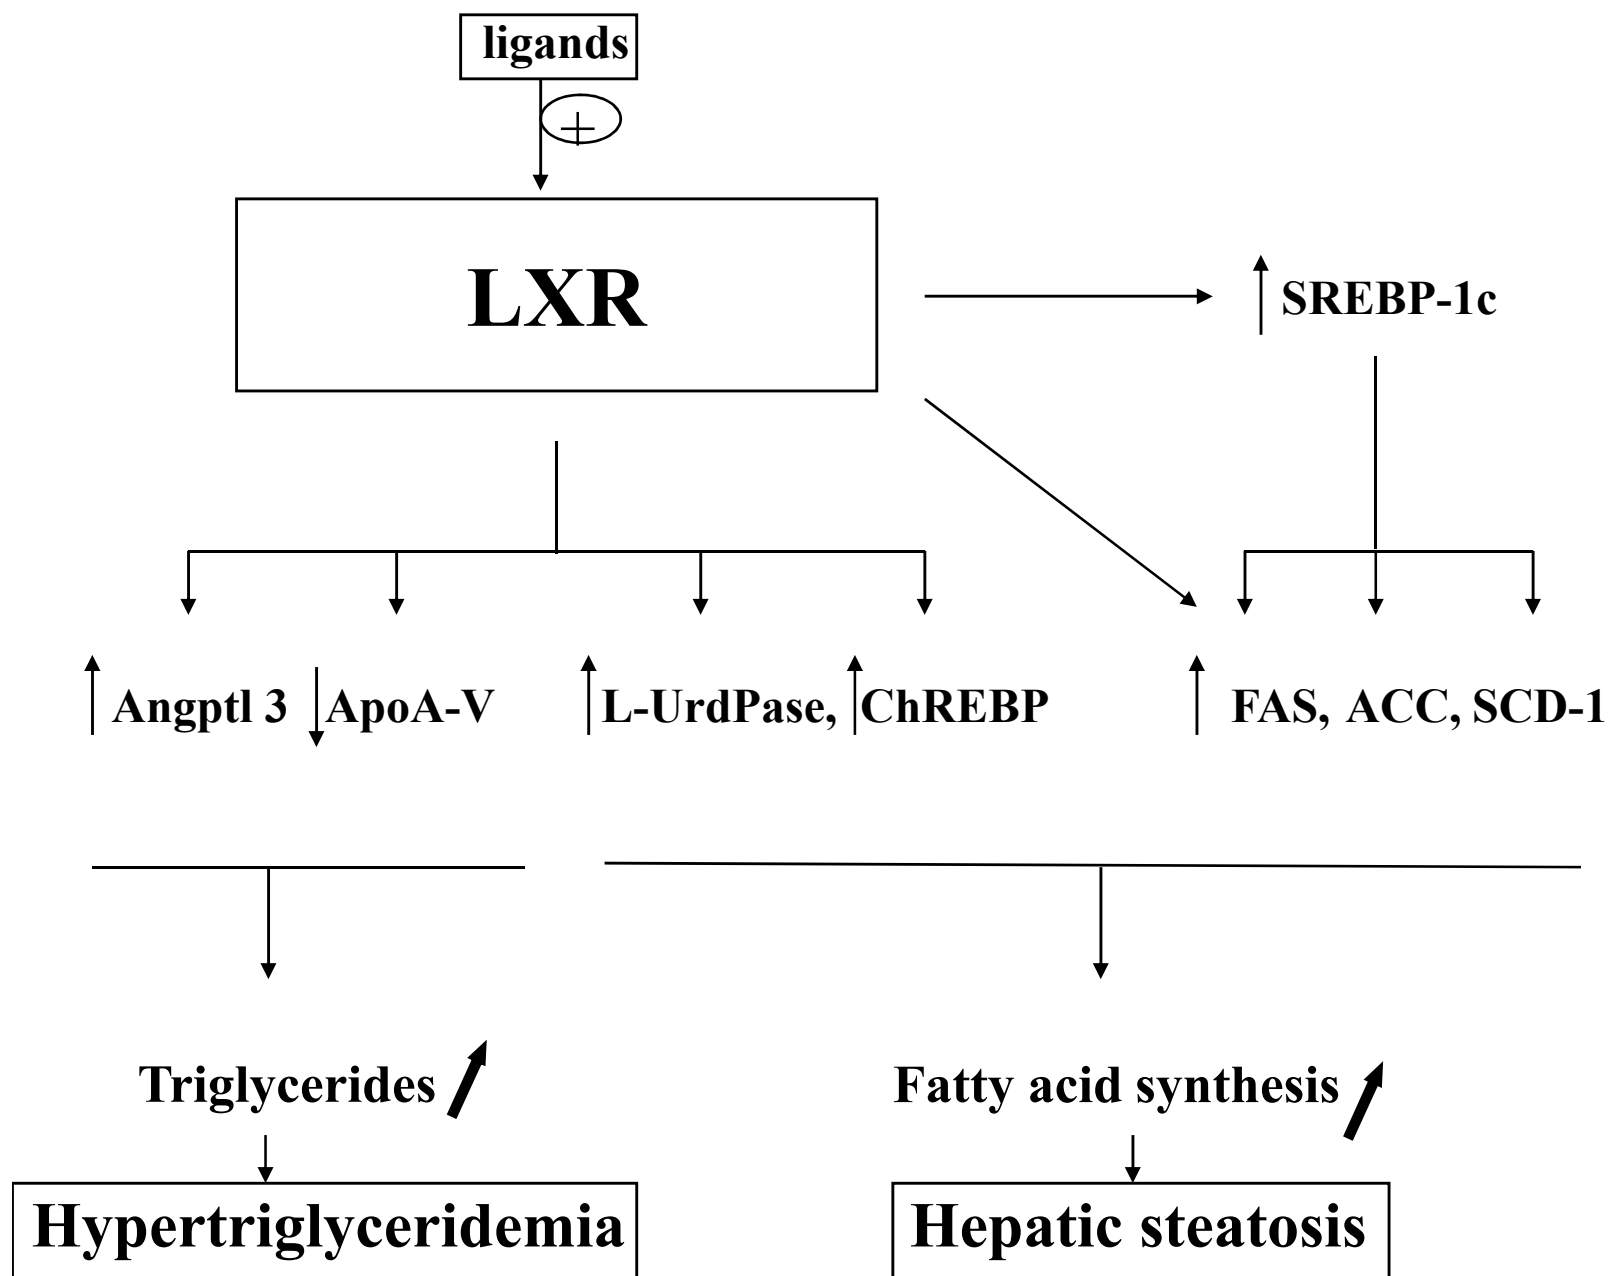 ligands
+
LXR
SREBP-1c
Angptl 3 ApoA-V L-UrdPase, ChREBP FAS, ACC, SCD-1
Triglycerides Fatty acid synthesis
Hypertriglyceridemia Hepatic steatosis